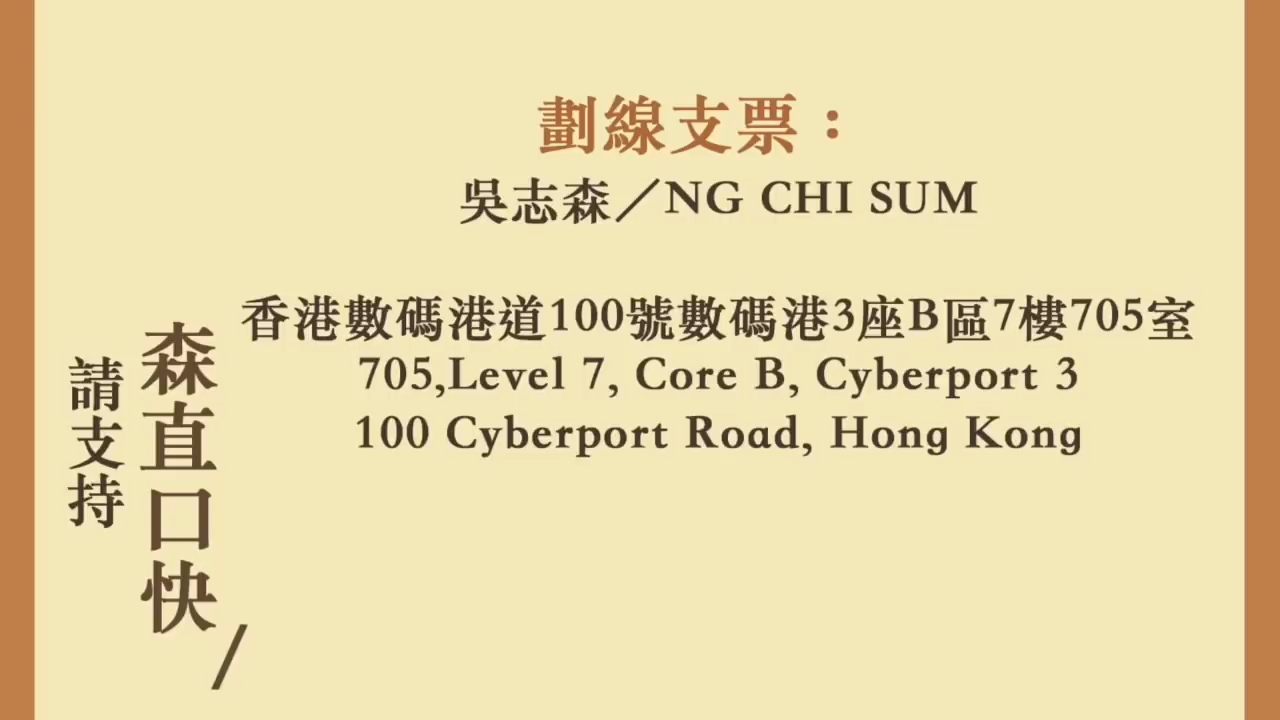 劃線支票：
吳志森／NG CHI SUM
香港數碼港道100號數碼港3座B區7樓705室
705,Level 7, Core B, Cyberport 3
100 Cyberport Road, Hong Kong
請支持
森直口快/